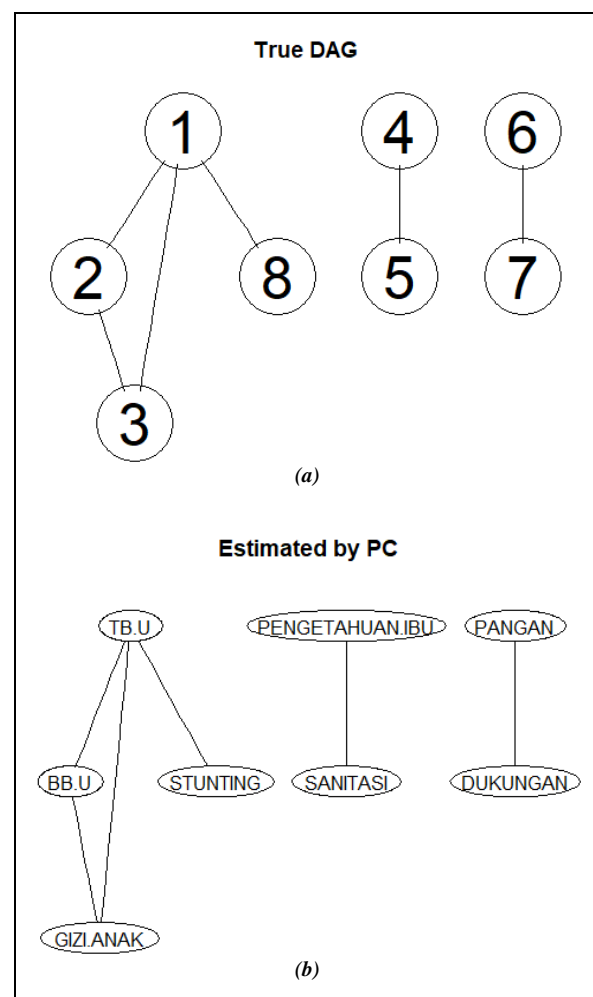 True DAG
1 4 6
2 8 5 7
3
(a)
Estimated by PC
TB.U PENGETAHUAN.IBU PANGAN
BB.U STUNTING SANITASI DUKUNGAN
GIZI.ANAK
(b)